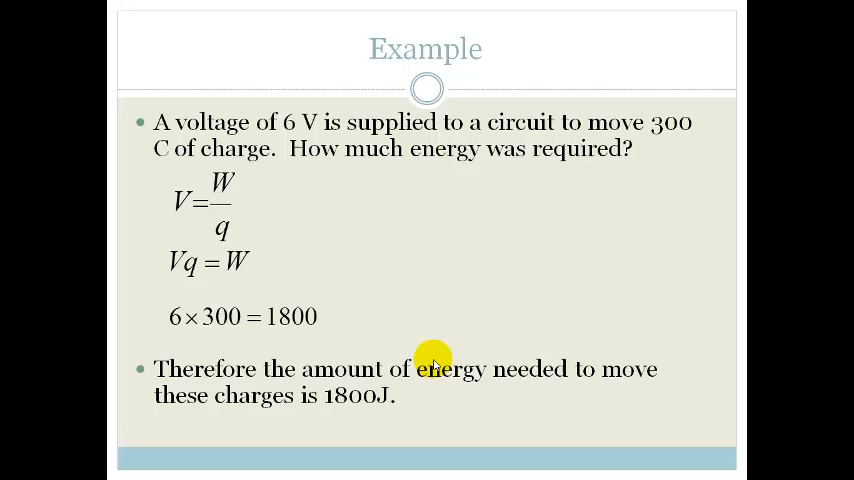 Example
• A voltage of 6 V is supplied to a circuit to move 300
C of charge.  How much energy was required?
V = W/q
Vq = W
6 × 300 = 1800
• Therefore the amount of energy needed to move
these charges is 1800J.